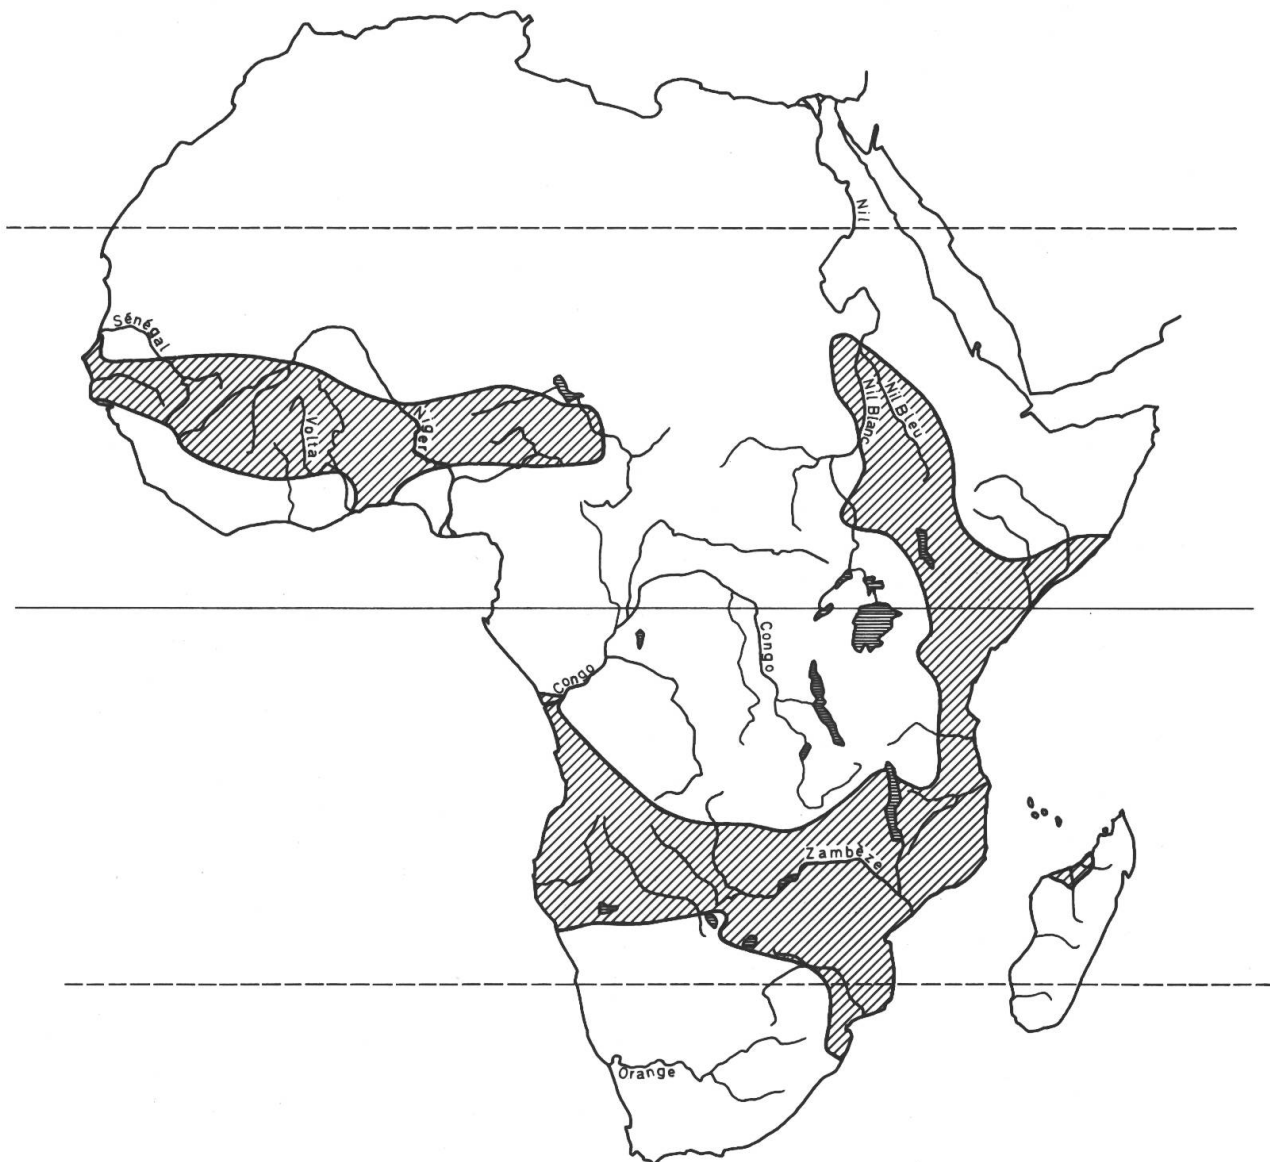 Nil
Sénégal
Nil Blanc
Nil Bleu
Niger
Volta
Congo
Congo
Zambèze
Orange